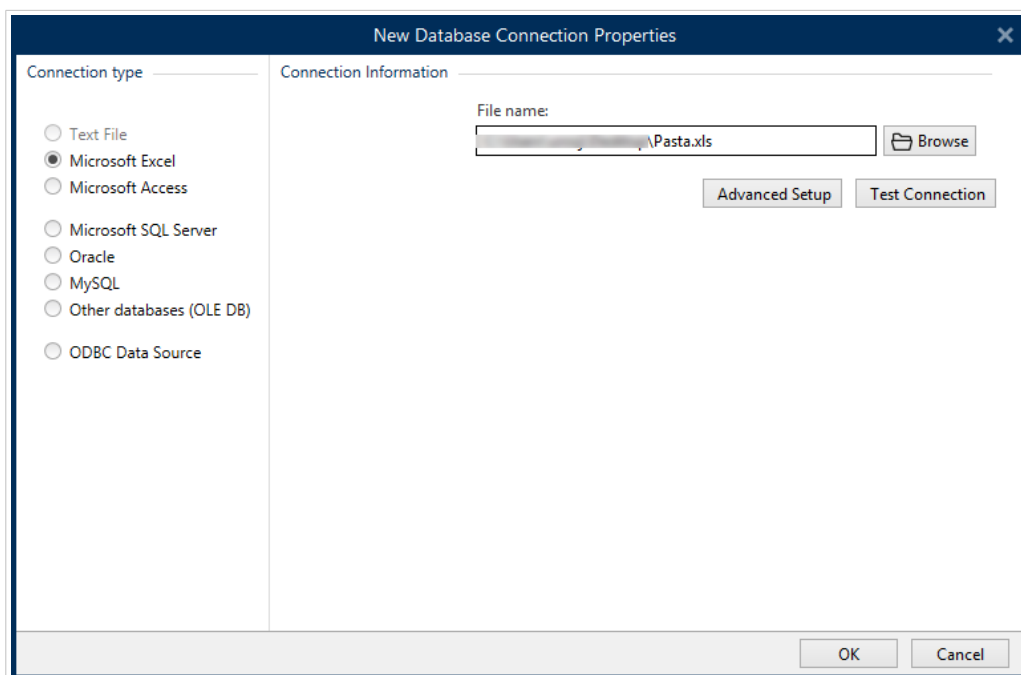 New Database Connection Properties
Connection type
Connection Information
File name:
\Pasta.xls
Browse
Advanced Setup
Test Connection
Text File
Microsoft Excel
Microsoft Access
Microsoft SQL Server
Oracle
MySQL
Other databases (OLE DB)
ODBC Data Source
OK
Cancel